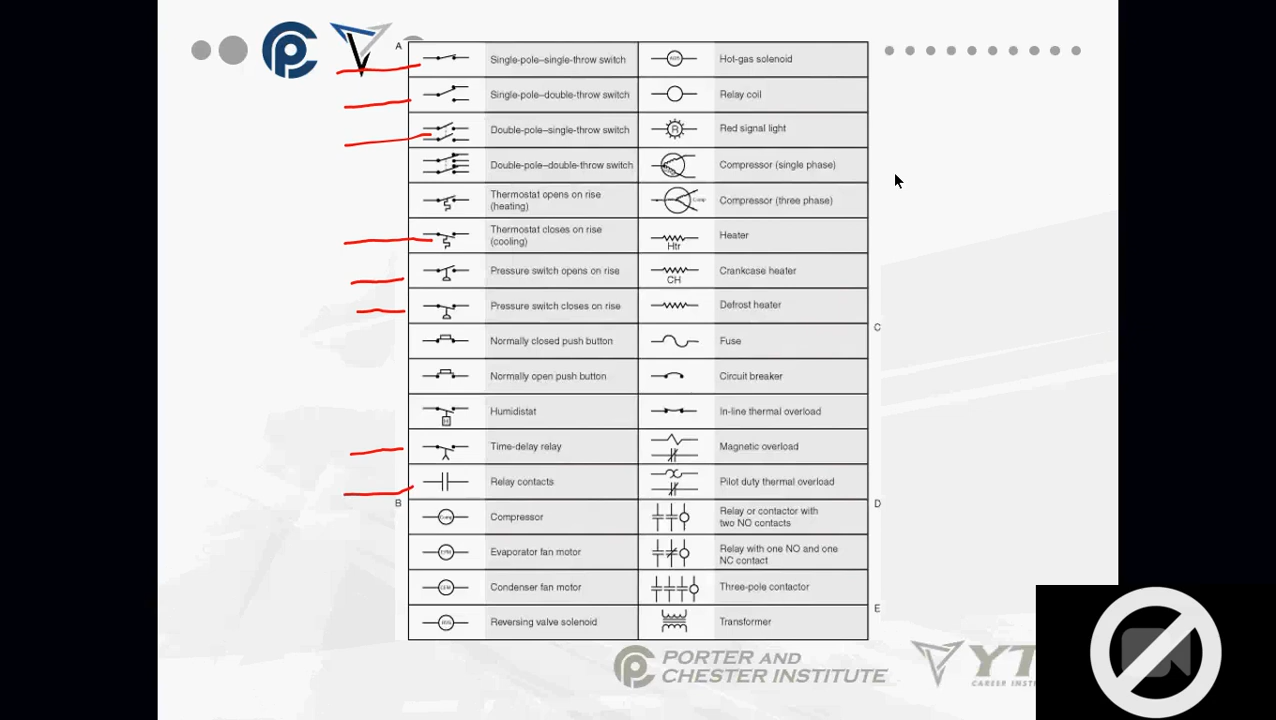 A
Single-pole–single-throw switch
Hot-gas solenoid
Single-pole–double-throw switch
Relay coil
Double-pole–single-throw switch
R
Red signal light
Double-pole–double-throw switch
Compressor (single phase)
Thermostat opens on rise
(heating)
Comp
Compressor (three phase)
Thermostat closes on rise
(cooling)
Htr
Heater
Pressure switch opens on rise
CH
Crankcase heater
Pressure switch closes on rise
Defrost heater
C
Normally closed push button
Fuse
Normally open push button
Circuit breaker
Humidistat
In-line thermal overload
Time-delay relay
Magnetic overload
Relay contacts
Pilot duty thermal overload
B
D
Compressor
Relay or contactor with
two NO contacts
Evaporator fan motor
Relay with one NO and one
NC contact
Condenser fan motor
Three-pole contactor
E
Reversing valve solenoid
Transformer
PORTER AND
CHESTER INSTITUTE
YT
CAREER INST